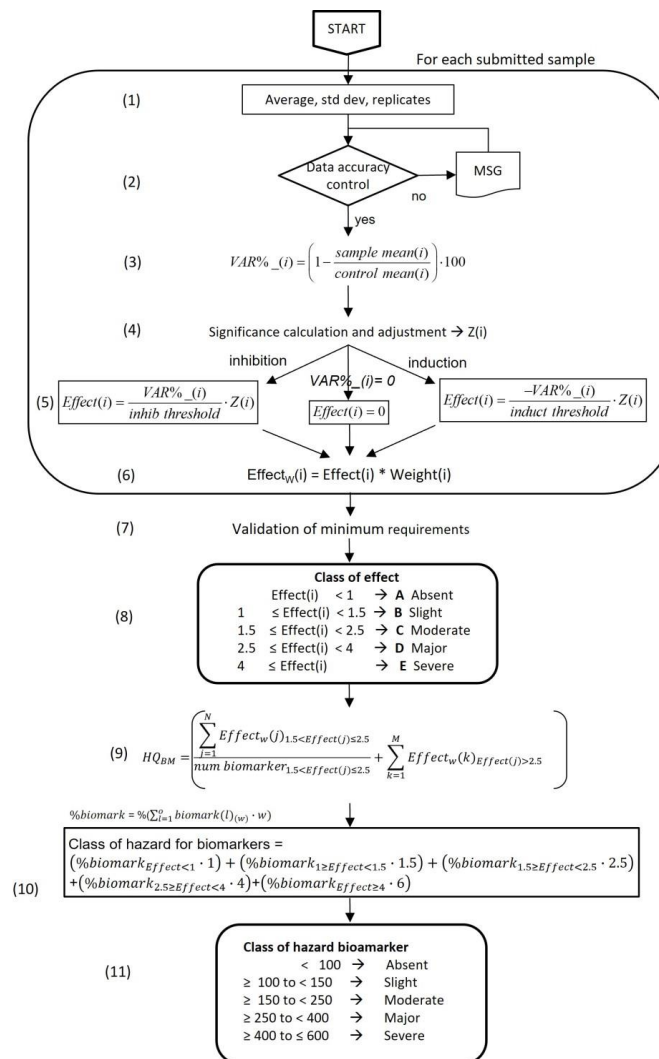 START
For each submitted sample
(1) Average, std dev, replicates
(2) Data accuracy control
no
MSG
yes
(3) VAR%_(i) = (1 − sample mean(i) / control mean(i)) · 100
(4) Significance calculation and adjustment → Z(i)
inhibition
VAR%_(i)= 0
induction
(5) Effect(i) = VAR%_(i) / inhib threshold · Z(i)
Effect(i) = 0
Effect(i) = −VAR%_(i) / induct threshold · Z(i)
(6) Effect_W(i) = Effect(i) * Weight(i)
(7) Validation of minimum requirements
(8) Class of effect
Effect(i) < 1 → A Absent
1 ≤ Effect(i) < 1.5 → B Slight
1.5 ≤ Effect(i) < 2.5 → C Moderate
2.5 ≤ Effect(i) < 4 → D Major
4 ≤ Effect(i) → E Severe
(9) HQ_BM = ( ∑_{j=1}^{N} Effect_w(j)_{1.5<Effect(j)≤2.5} / num biomarker_{1.5<Effect(j)≤2.5} + ∑_{k=1}^{M} Effect_w(k)_{Effect(j)>2.5} )
%biomark = %(∑_{l=1}^{o} biomark(l)_{(w)} · w)
(10) Class of hazard for biomarkers =
(%biomark_{Effect<1} · 1) + (%biomark_{1≥Effect<1.5} · 1.5) + (%biomark_{1.5≥Effect<2.5} · 2.5)
+(%biomark_{2.5≥Effect<4} · 4)+(%biomark_{Effect≥4} · 6)
(11) Class of hazard bioamarker
< 100 → Absent
≥ 100 to < 150 → Slight
≥ 150 to < 250 → Moderate
≥ 250 to < 400 → Major
≥ 400 to ≤ 600 → Severe